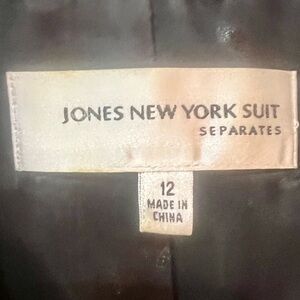 JONES NEW YORK SUIT
SEPARATES
12
MADE IN
CHINA